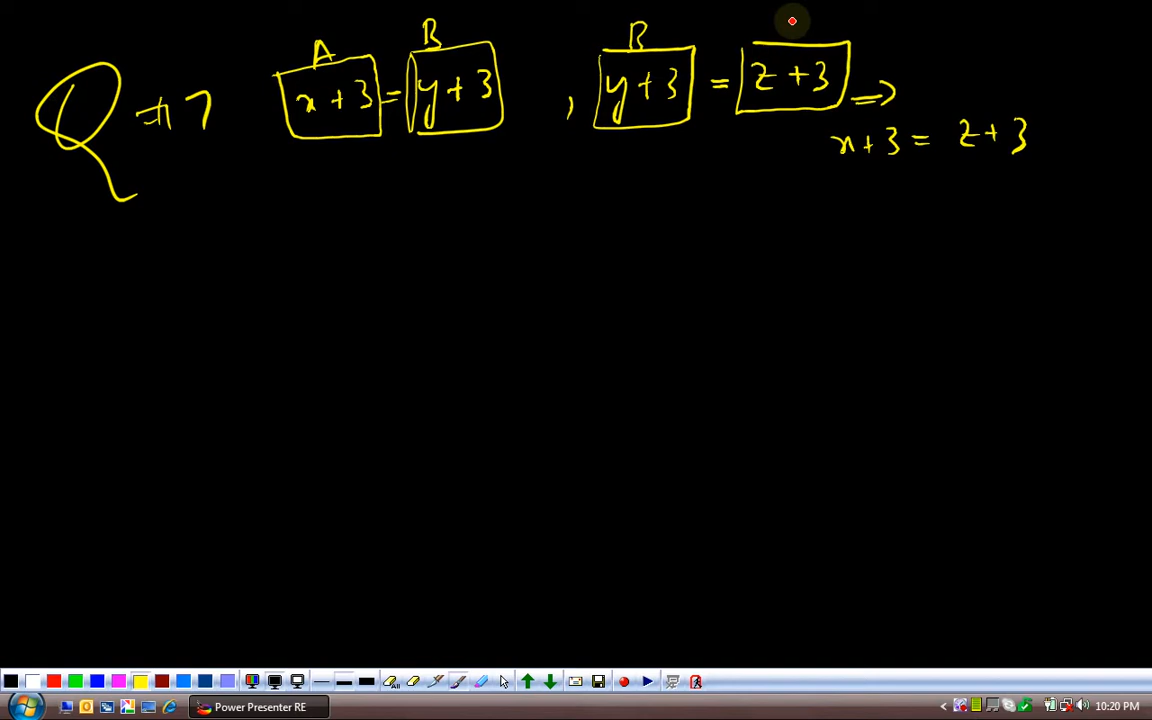 A B B
Q #7 x + 3 = y + 3 , y + 3 = z + 3 ⇒
x + 3 = z + 3
Power Presenter RE
< 10:20 PM